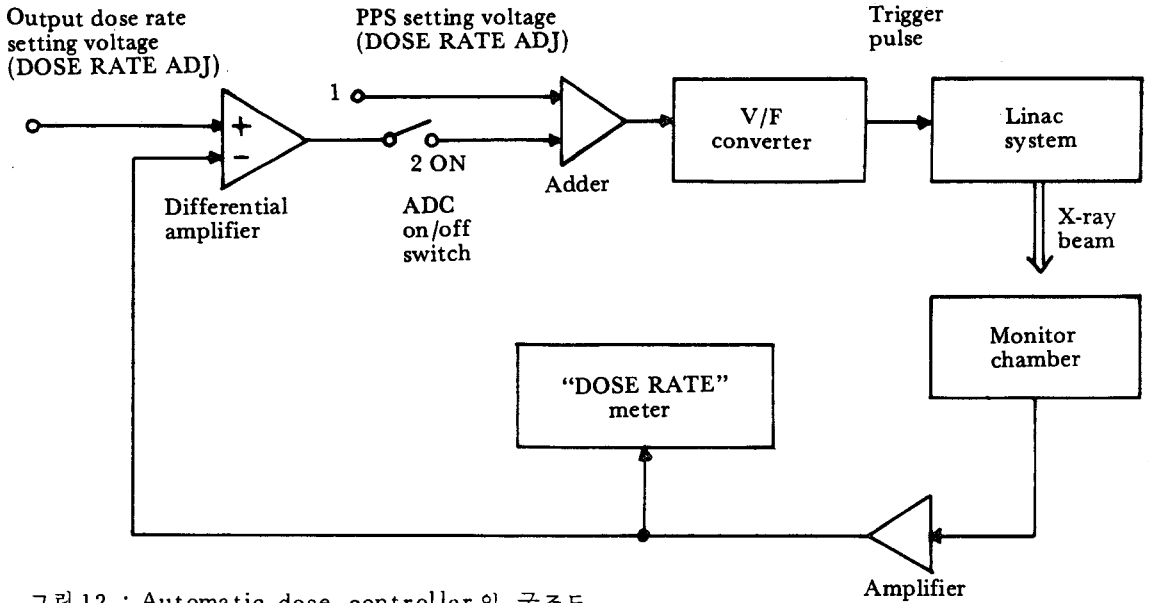 Output dose rate
setting voltage
(DOSE RATE ADJ)
PPS setting voltage
(DOSE RATE ADJ)
Trigger
pulse
1
+
−
2 ON
Differential
amplifier
ADC
on/off
switch
Adder
V/F
converter
Linac
system
X-ray
beam
Monitor
chamber
“DOSE RATE”
meter
Amplifier
그림 12 : Automatic dose controller의 구조도